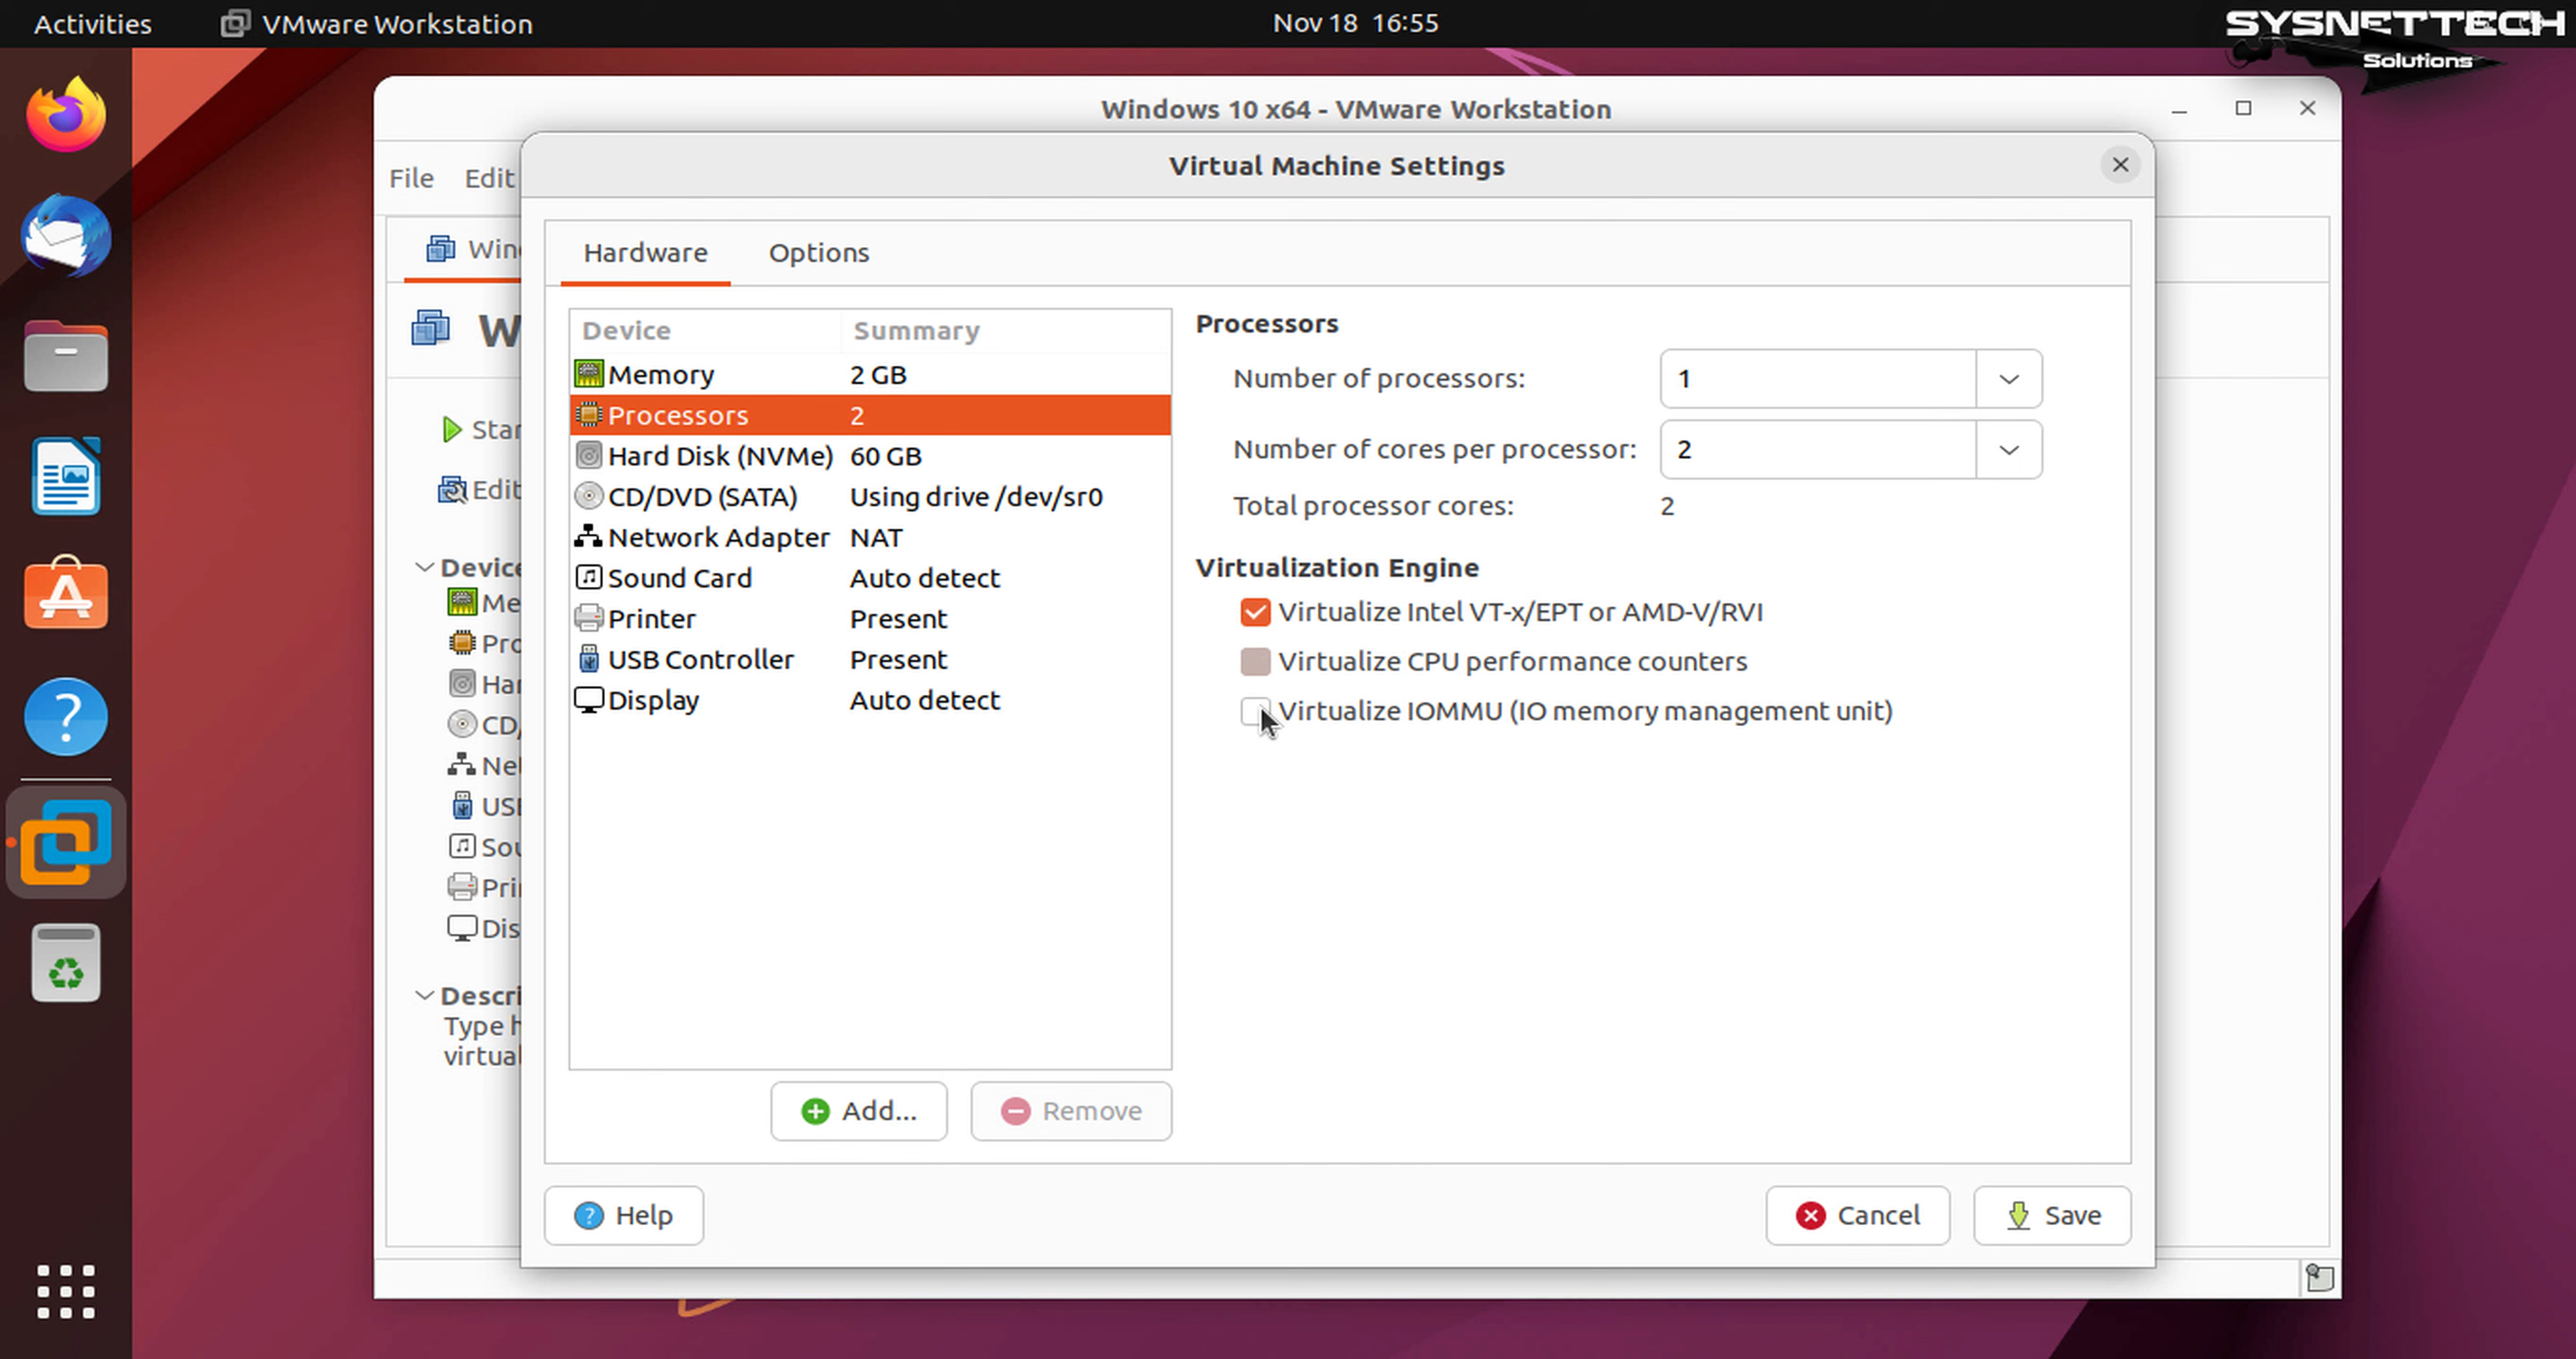 Activities
VMware Workstation
Nov 18 16:55
SYSNETTECH
Solutions
Windows 10 x64 - VMware Workstation
File Edit
Virtual Machine Settings
Hardware
Options
Device Summary
Memory 2 GB
Processors 2
Hard Disk (NVMe) 60 GB
CD/DVD (SATA) Using drive /dev/sr0
Network Adapter NAT
Sound Card Auto detect
Printer Present
USB Controller Present
Display Auto detect
Add...
Remove
Processors
Number of processors: 1
Number of cores per processor: 2
Total processor cores: 2
Virtualization Engine
Virtualize Intel VT-x/EPT or AMD-V/RVI
Virtualize CPU performance counters
Virtualize IOMMU (IO memory management unit)
Help
Cancel
Save
Type